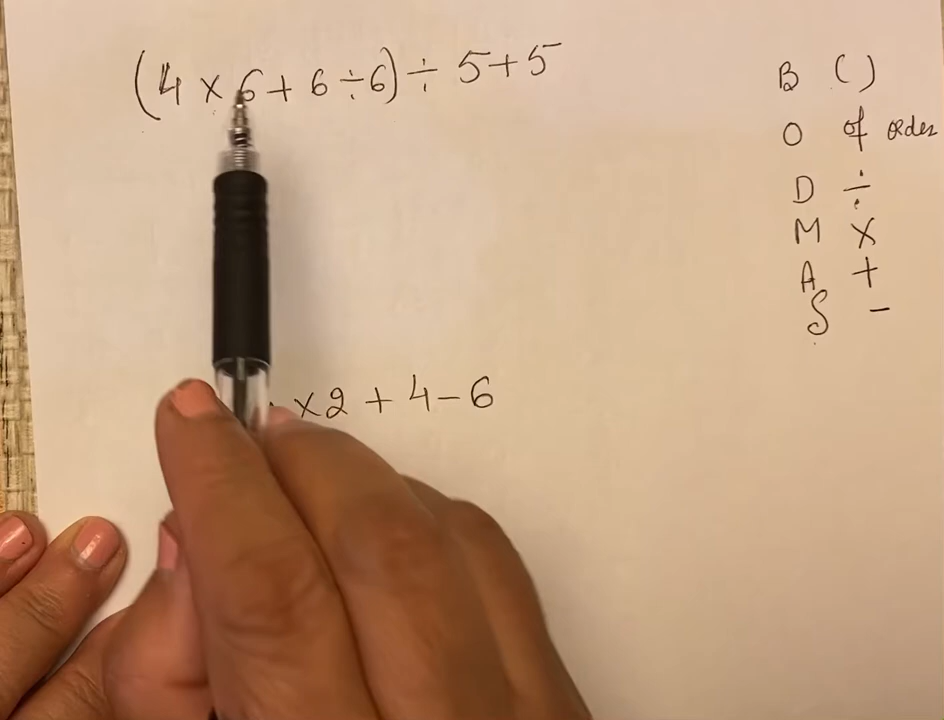 (4 × 6 + 6 ÷ 6) ÷ 5 + 5
B ( )
O of order
D ÷
M ×
A +
S −
× 2 + 4 − 6